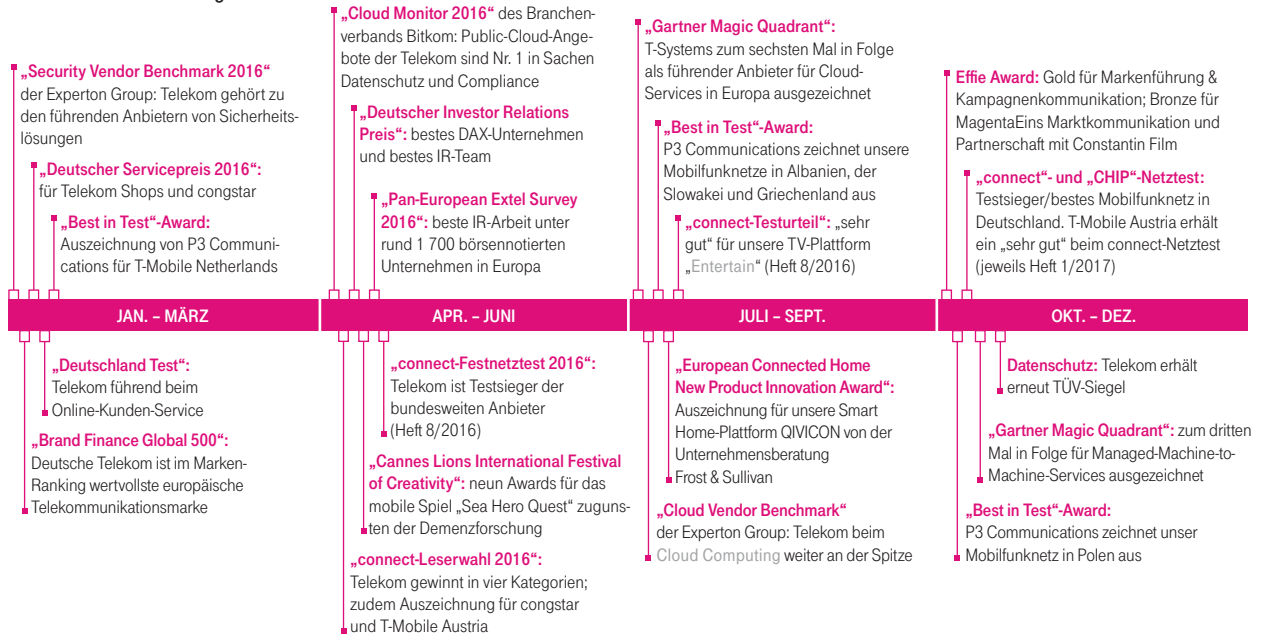 „Security Vendor Benchmark 2016“
der Experton Group: Telekom gehört zu
den führenden Anbietern von Sicherheits-
lösungen
„Deutscher Servicepreis 2016“:
für Telekom Shops und congstar
„Best in Test“-Award:
Auszeichnung von P3 Communi-
cations für T-Mobile Netherlands
„Cloud Monitor 2016“ des Branchen-
verbands Bitkom: Public-Cloud-Ange-
bote der Telekom sind Nr. 1 in Sachen
Datenschutz und Compliance
„Deutscher Investor Relations
Preis“: bestes DAX-Unternehmen
und bestes IR-Team
„Pan-European Extel Survey
2016“: beste IR-Arbeit unter
rund 1 700 börsennotierten
Unternehmen in Europa
„Gartner Magic Quadrant“:
T-Systems zum sechsten Mal in Folge
als führender Anbieter für Cloud-
Services in Europa ausgezeichnet
„Best in Test“-Award:
P3 Communications zeichnet unsere
Mobilfunknetze in Albanien, der
Slowakei und Griechenland aus
„connect-Testurteil“: „sehr
gut“ für unsere TV-Plattform
„Entertain“ (Heft 8/2016)
Effie Award: Gold für Markenführung &
Kampagnenkommunikation; Bronze für
MagentaEins Marktkommunikation und
Partnerschaft mit Constantin Film
„connect“- und „CHIP“-Netztest:
Testsieger/bestes Mobilfunknetz in
Deutschland. T-Mobile Austria erhält
ein „sehr gut“ beim connect-Netztest
(jeweils Heft 1/2017)
JAN. – MÄRZ
APR. – JUNI
JULI – SEPT.
OKT. – DEZ.
„Deutschland Test“:
Telekom führend beim
Online-Kunden-Service
„Brand Finance Global 500“:
Deutsche Telekom ist im Marken-
Ranking wertvollste europäische
Telekommunikationsmarke
„connect-Festnetztest 2016“:
Telekom ist Testsieger der
bundesweiten Anbieter
(Heft 8/2016)
„Cannes Lions International Festival
of Creativity“: neun Awards für das
mobile Spiel „Sea Hero Quest“ zuguns-
ten der Demenzforschung
„connect-Leserwahl 2016“:
Telekom gewinnt in vier Kategorien;
zudem Auszeichnung für congstar
und T-Mobile Austria
„European Connected Home
New Product Innovation Award“:
Auszeichnung für unsere Smart
Home-Plattform QIVICON von der
Unternehmensberatung
Frost & Sullivan
„Cloud Vendor Benchmark“
der Experton Group: Telekom beim
Cloud Computing weiter an der Spitze
Datenschutz: Telekom erhält
erneut TÜV-Siegel
„Gartner Magic Quadrant“: zum dritten
Mal in Folge für Managed-Machine-to-
Machine-Services ausgezeichnet
„Best in Test“-Award:
P3 Communications zeichnet unser
Mobilfunknetz in Polen aus